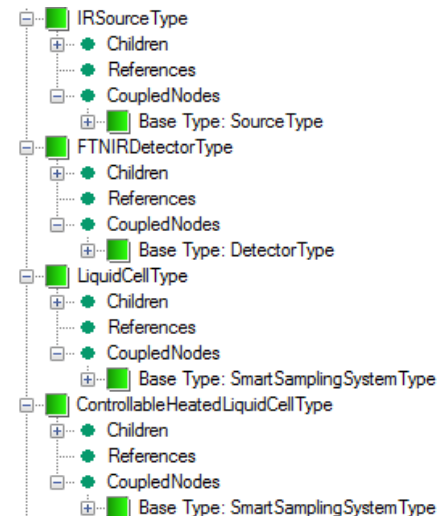 IRSourceType
Children
References
CoupledNodes
Base Type: SourceType
FTNIRDetectorType
Children
References
CoupledNodes
Base Type: DetectorType
LiquidCellType
Children
References
CoupledNodes
Base Type: SmartSamplingSystemType
ControllableHeatedLiquidCellType
Children
References
CoupledNodes
Base Type: SmartSamplingSystemType